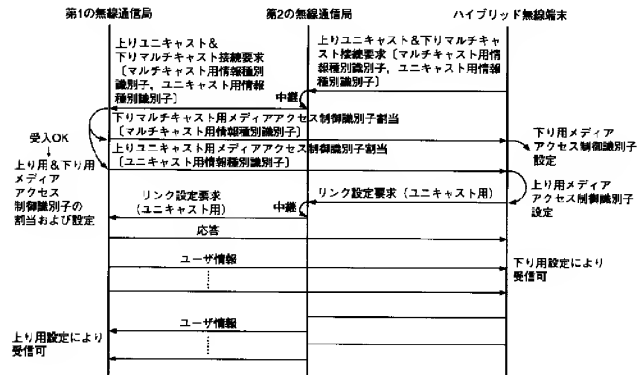 第1の無線通信局
第2の無線通信局
ハイブリッド無線端末
上りユニキャスト＆
下りマルチキャスト接続要求
〔マルチキャスト用情報種別
識別子，ユニキャスト用情報
種別識別子〕
上りユニキャスト＆下りマルチキャ
スト接続要求〔マルチキャスト用情
報種別識別子，ユニキャスト用情報
種別識別子〕
中継
下りマルチキャスト用メディアアクセス制御識別子割当
〔マルチキャスト用情報種別識別子〕
上りユニキャスト用メディアアクセス制御識別子割当
〔ユニキャスト用情報種別識別子〕
受入OK
↓
上り用＆下り用
メディア
アクセス
制御識別子の
割当および設定
下り用メディア
アクセス制御識別子
設定
上り用メディア
アクセス制御識別子
設定
リンク設定要求
（ユニキャスト用）
中継
リンク設定要求（ユニキャスト用）
応答
ユーザ情報
下り用設定により
受信可
ユーザ情報
上り用設定により
受信可